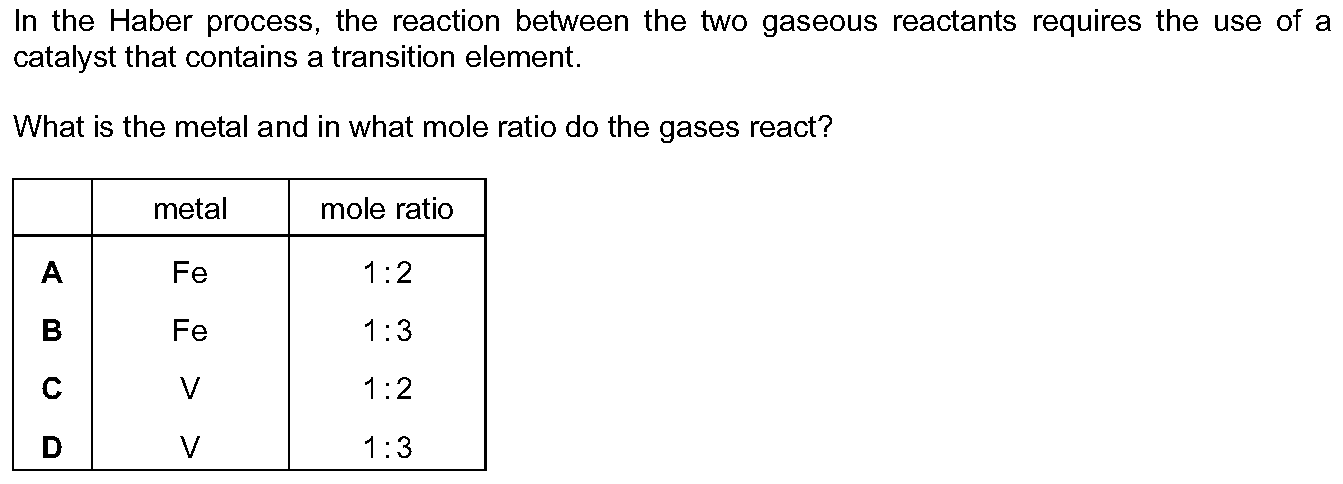 In the Haber process, the reaction between the two gaseous reactants requires the use of a
catalyst that contains a transition element.
What is the metal and in what mole ratio do the gases react?
metal mole ratio
A Fe 1:2
B Fe 1:3
C V 1:2
D V 1:3